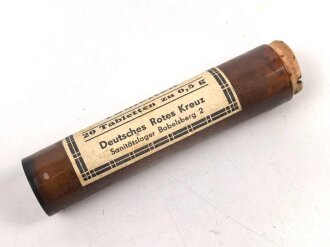 20 Tabletten zu 0,5 g
Deutsches Rotes Kreuz
Sanitätslager Babelsberg 2